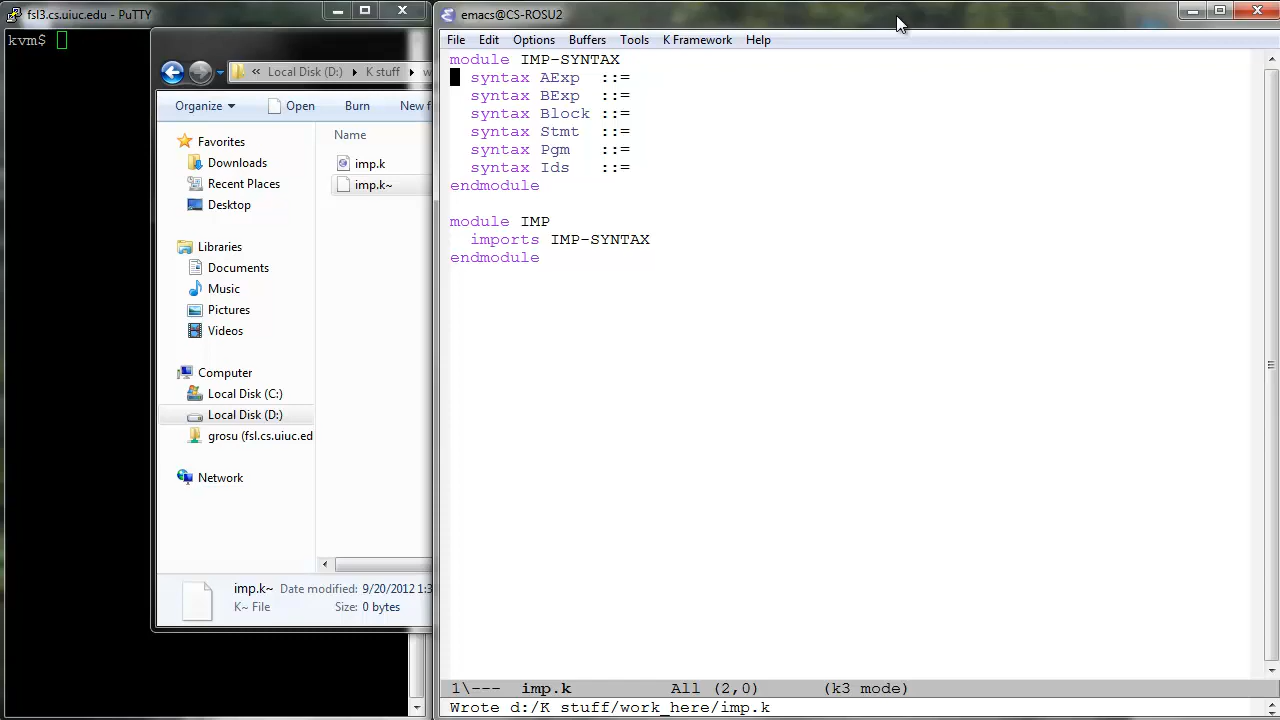 fsl3.cs.uiuc.edu - PuTTY
kvm$
« Local Disk (D:) ▸ K stuff ▸
Organize
Open
Burn
Favorites
Downloads
Recent Places
Desktop
Libraries
Documents
Music
Pictures
Videos
Computer
Local Disk (C:)
Local Disk (D:)
grosu (fsl.cs.uiuc.ed
Network
Name
imp.k
imp.k~
imp.k~ Date modified: 9/20/2012
K~ File Size: 0 bytes
emacs@CS-ROSU2
File Edit Options Buffers Tools K Framework Help
module IMP-SYNTAX
syntax AExp ::=
syntax BExp ::=
syntax Block ::=
syntax Stmt ::=
syntax Pgm ::=
syntax Ids ::=
endmodule
module IMP
imports IMP-SYNTAX
endmodule
1\--- imp.k All (2,0) (k3 mode)
Wrote d:/K stuff/work_here/imp.k